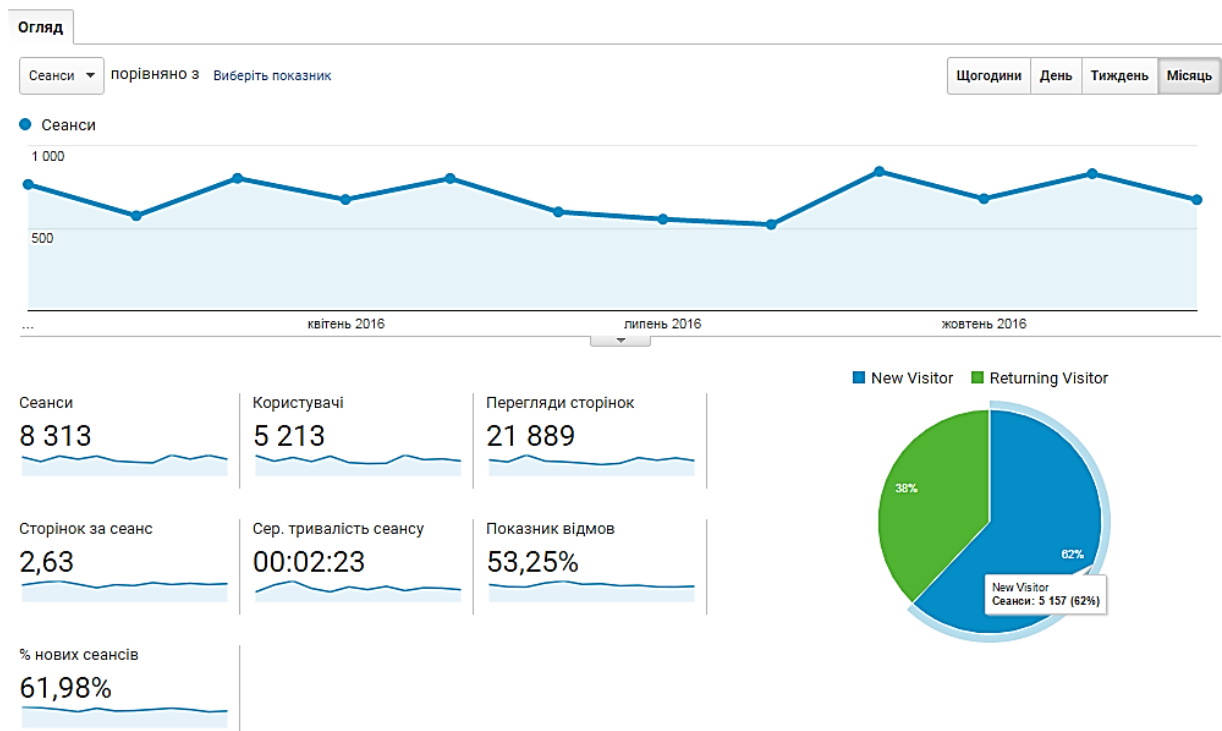 Огляд
Сеанси порівняно з Виберіть показник
Щогодини День Тиждень Місяць
Сеанси
1 000
500
... квітень 2016 липень 2016 жовтень 2016
New Visitor Returning Visitor
Сеанси
8 313
Користувачі
5 213
Перегляди сторінок
21 889
Сторінок за сеанс
2,63
Сер. тривалість сеансу
00:02:23
Показник відмов
53,25%
% нових сеансів
61,98%
38%
62%
New Visitor
Сеанси: 5 157 (62%)